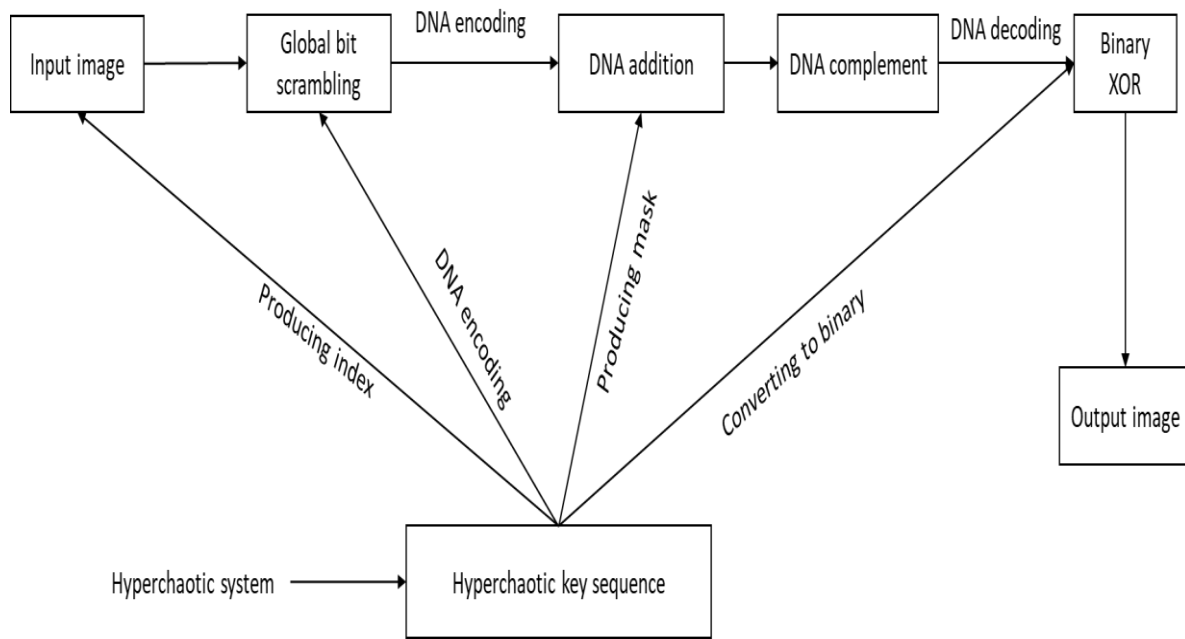 Input image
Global bit
scrambling
DNA encoding
DNA addition
DNA complement
DNA decoding
Binary
XOR
Producing index
DNA encoding
Producing mask
Converting to binary
Output image
Hyperchaotic system
Hyperchaotic key sequence